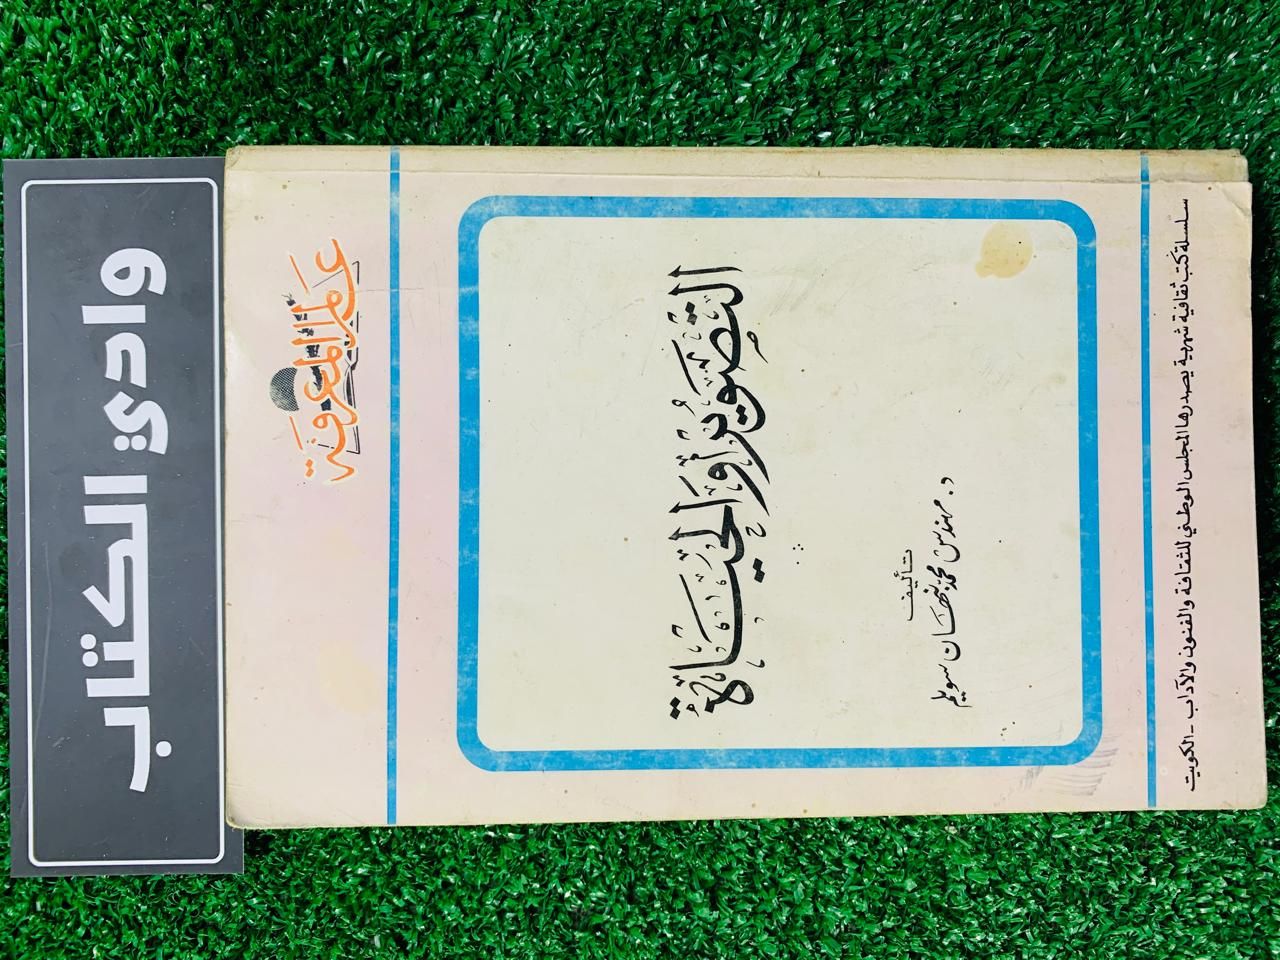 وادي الكتاب
عالم المعرفة
التصوير والحياة
تأليف
د. مهندس محمد نبهان سويلم
سلسلة كتب ثقافية شهرية يصدرها المجلس الوطني للثقافة والفنون والآداب - الكويت